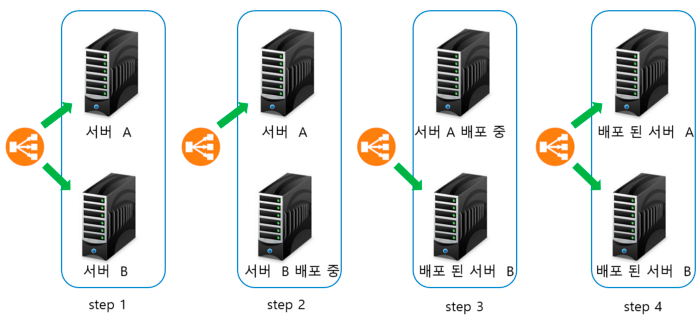 서버 A
서버 B
step 1
서버 A
서버 B 배포 중
step 2
서버 A 배포 중
배포 된 서버 B
step 3
배포 된 서버 A
배포 된 서버 B
step 4